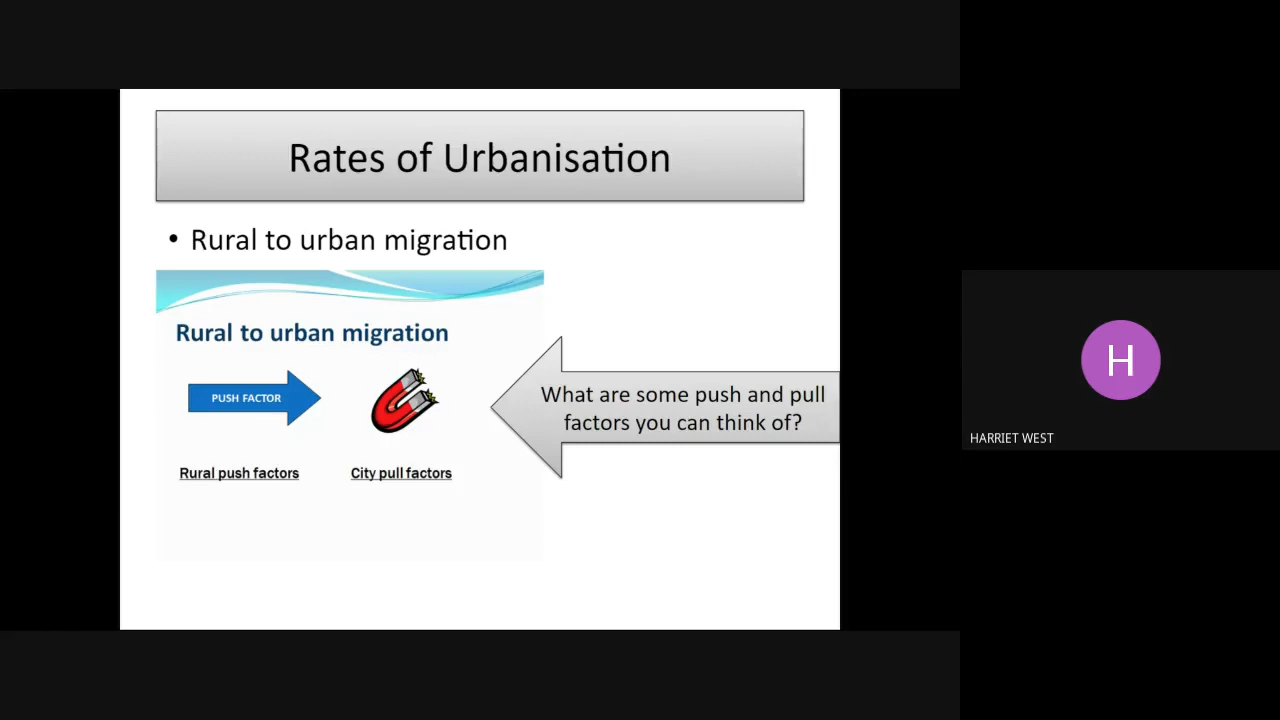 Rates of Urbanisation
• Rural to urban migration
Rural to urban migration
PUSH FACTOR
What are some push and pull
factors you can think of?
Rural push factors
City pull factors
H
HARRIET WEST